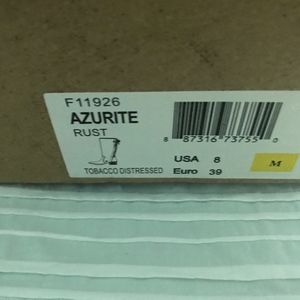 F11926
AZURITE
RUST
8 87316 73755 0
TOBACCO DISTRESSED
USA 8
Euro 39
M